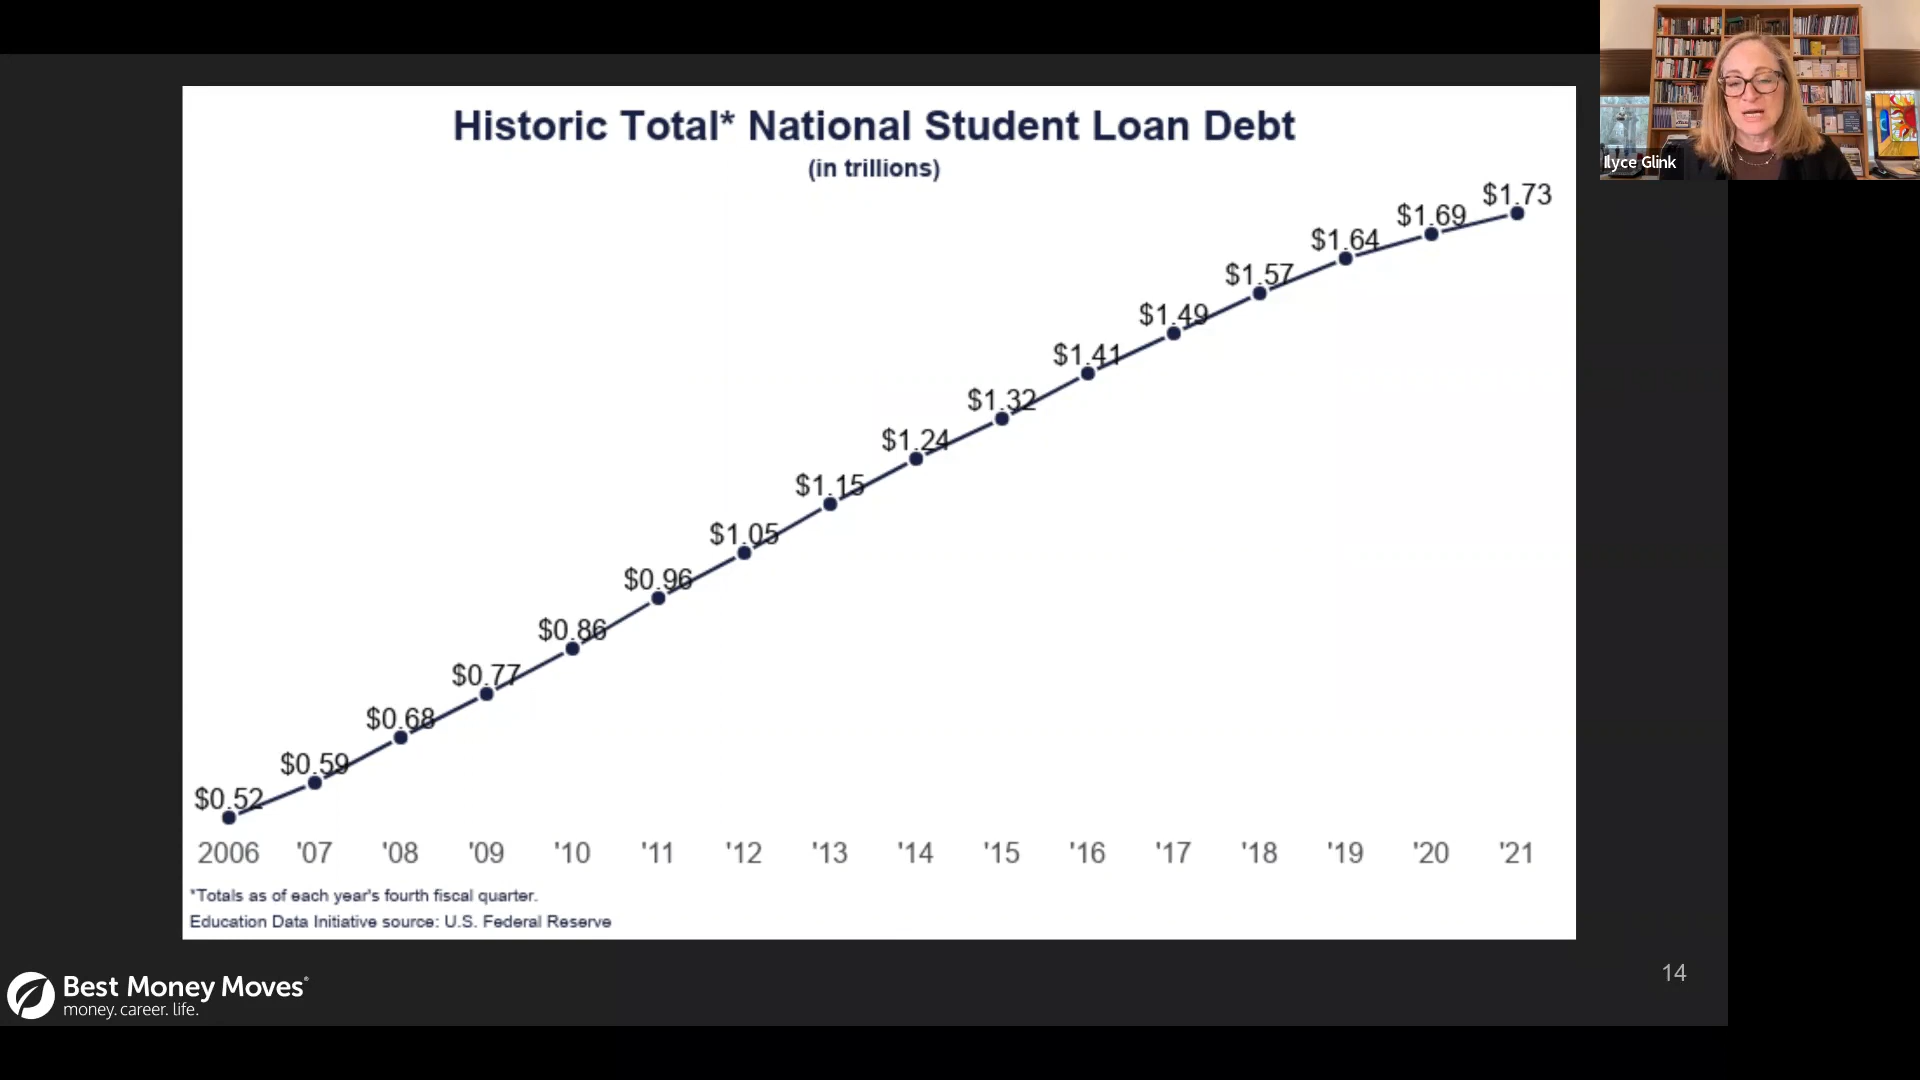 Historic Total* National Student Loan Debt
(in trillions)
$0.52
$0.59
$0.68
$0.77
$0.86
$0.96
$1.05
$1.15
$1.24
$1.32
$1.41
$1.49
$1.57
$1.64
$1.69
$1.73
2006 '07 '08 '09 '10 '11 '12 '13 '14 '15 '16 '17 '18 '19 '20 '21
*Totals as of each year's fourth fiscal quarter.
Education Data Initiative source: U.S. Federal Reserve
Best Money Moves®
money. career. life.
14
Ilyce Glink